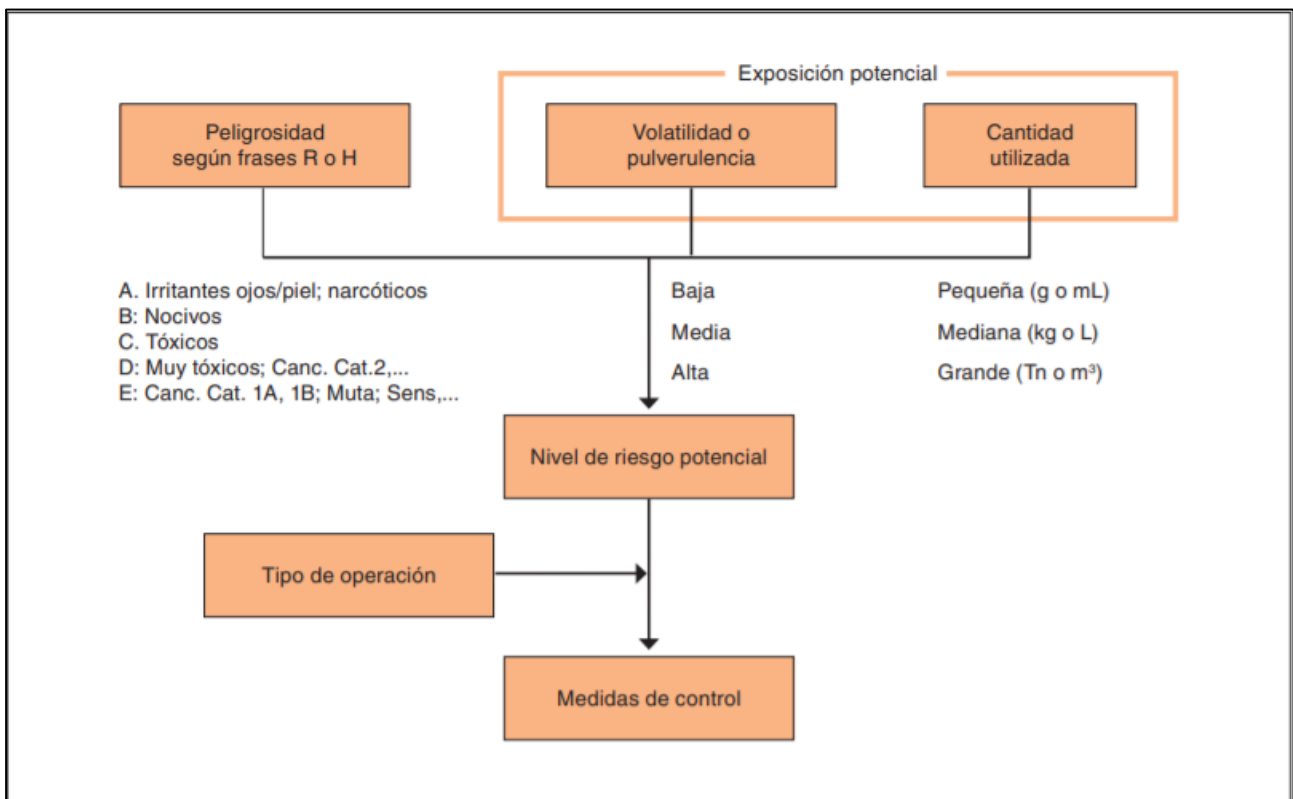 Exposición potencial
Peligrosidad
según frases R o H
Volatilidad o
pulverulencia
Cantidad
utilizada
A. Irritantes ojos/piel; narcóticos
B: Nocivos
C. Tóxicos
D: Muy tóxicos; Canc. Cat.2,...
E: Canc. Cat. 1A, 1B; Muta; Sens,...
Baja
Media
Alta
Pequeña (g o mL)
Mediana (kg o L)
Grande (Tn o m³)
Nivel de riesgo potencial
Tipo de operación
Medidas de control